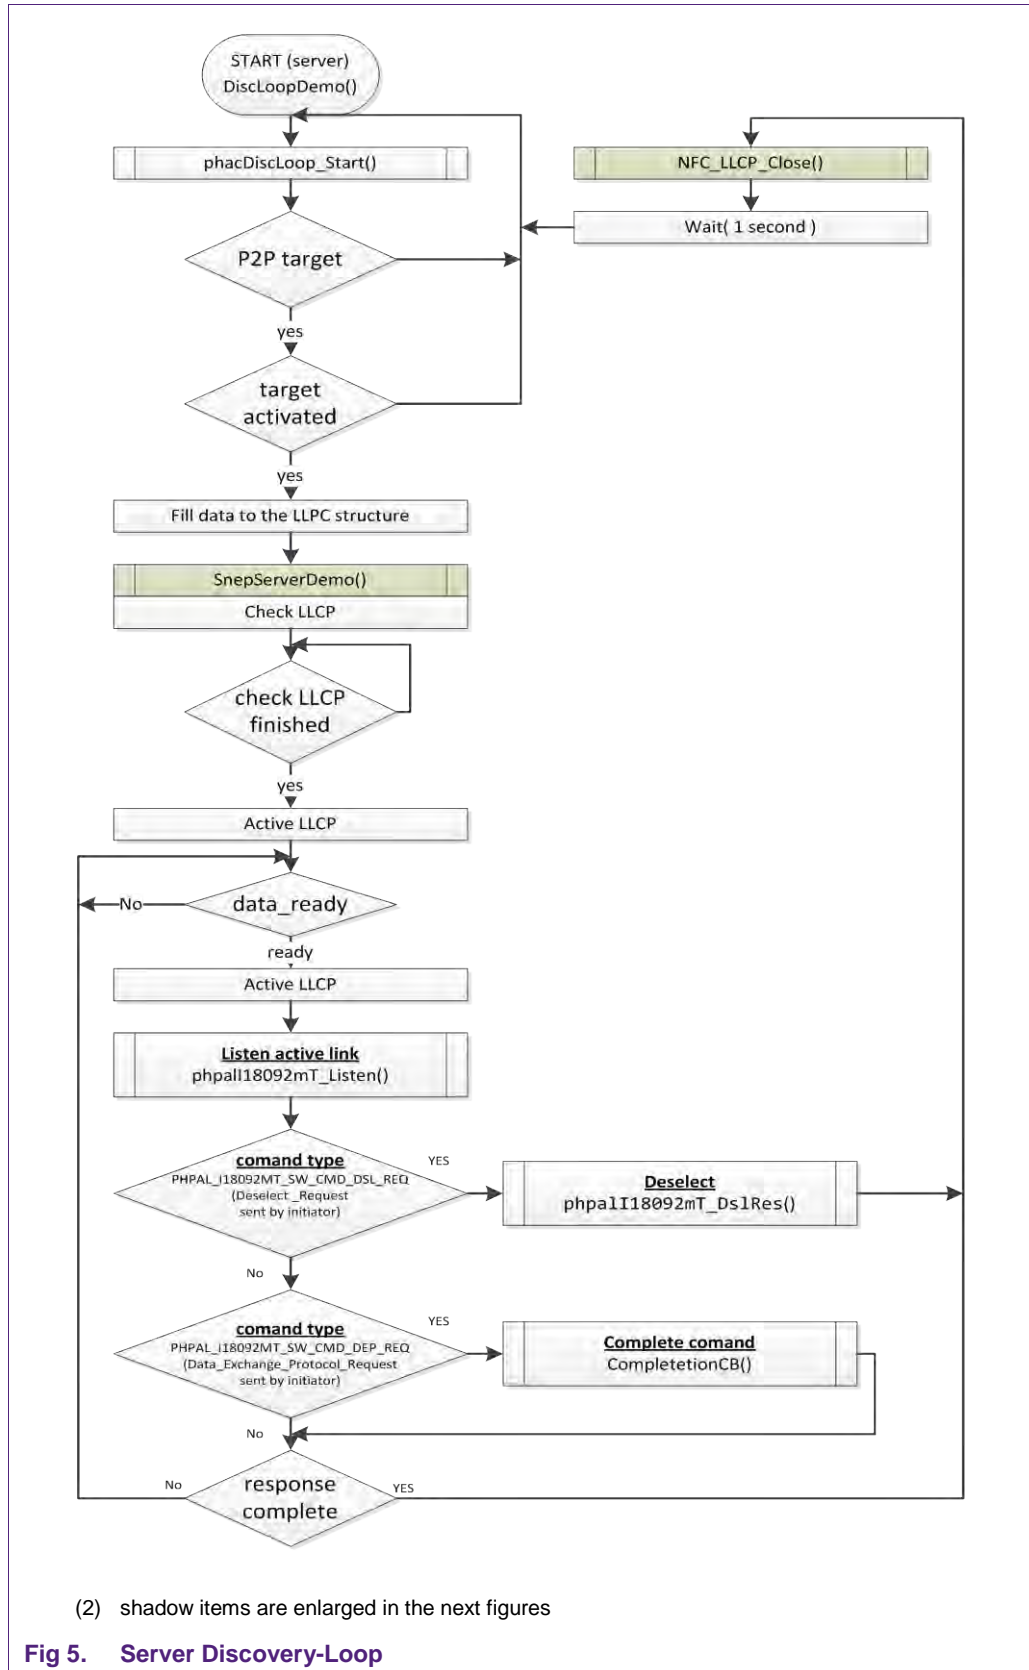 START (server)
DiscLoopDemo()
phacDiscLoop_Start()
NFC_LLCP_Close()
Wait( 1 second )
P2P target
yes
target
activated
yes
Fill data to the LLPC structure
SnepServerDemo()
Check LLCP
check LLCP
finished
yes
Active LLCP
No
data_ready
ready
Active LLCP
Listen active link
phpalI18092mT_Listen()
comand type
PHPAL_I18092MT_SW_CMD_DSL_REQ
(Deselect _Request
sent by initiator)
YES
Deselect
phpalI18092mT_DslRes()
No
comand type
PHPAL_I18092MT_SW_CMD_DEP_REQ
(Data_Exchange_Protocol_Request
sent by initiator)
YES
Complete comand
CompletetionCB()
No
response
complete
No
YES
(2) shadow items are enlarged in the next figures
Fig 5. Server Discovery-Loop